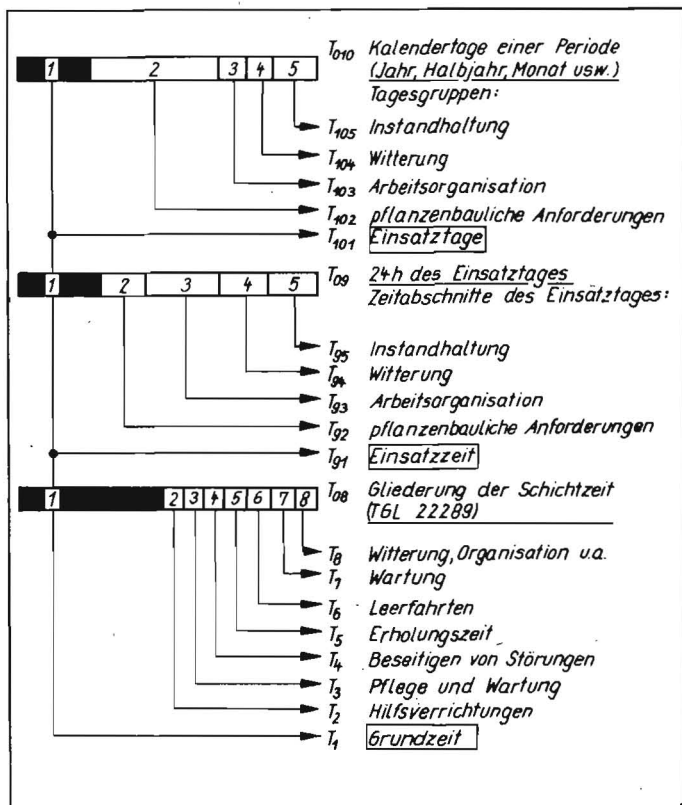 T010 Kalendertage einer Periode
1 2 3 4 5 (Jahr, Halbjahr, Monat usw.)
Tagesgruppen:
T105 Instandhaltung
T104 Witterung
T103 Arbeitsorganisation
T102 pflanzenbauliche Anforderungen
T101 Einsatztage
T09 24h des Einsatztages
1 2 3 4 5 Zeitabschnitte des Einsatztages:
T95 Instandhaltung
T94 Witterung
T93 Arbeitsorganisation
T92 pflanzenbauliche Anforderungen
T91 Einsatzzeit
1 2 3 4 5 6 7 8 T08 Gliederung der Schichtzeit
(TGL 22289)
T8 Witterung, Organisation u.a.
T7 Wartung
T6 Leerfahrten
T5 Erholungszeit
T4 Beseitigen von Störungen
T3 Pflege und Wartung
T2 Hilfsverrichtungen
T1 Grundzeit